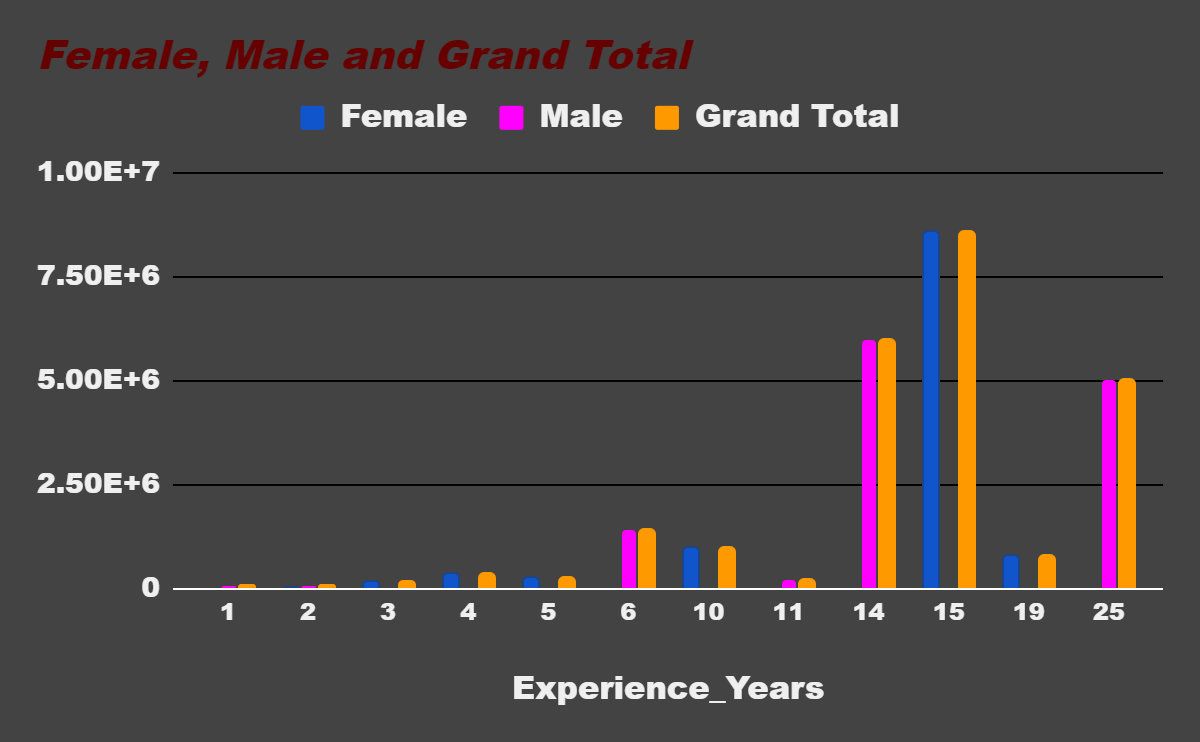 Female, Male and Grand Total
Female Male Grand Total
1.00E+7
7.50E+6
5.00E+6
2.50E+6
0
1 2 3 4 5 6 10 11 14 15 19 25
Experience_Years